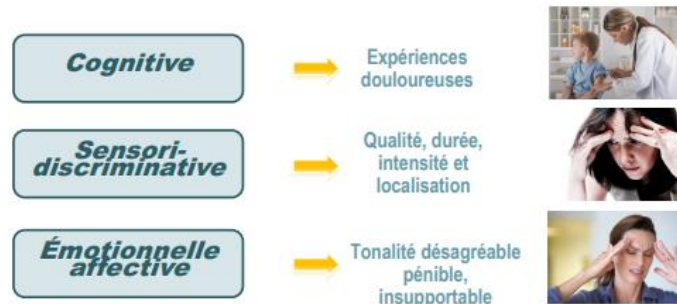 Cognitive
Expériences
douloureuses
Sensori-
discriminative
Qualité, durée,
intensité et
localisation
Émotionnelle
affective
Tonalité désagréable
pénible,
insupportable